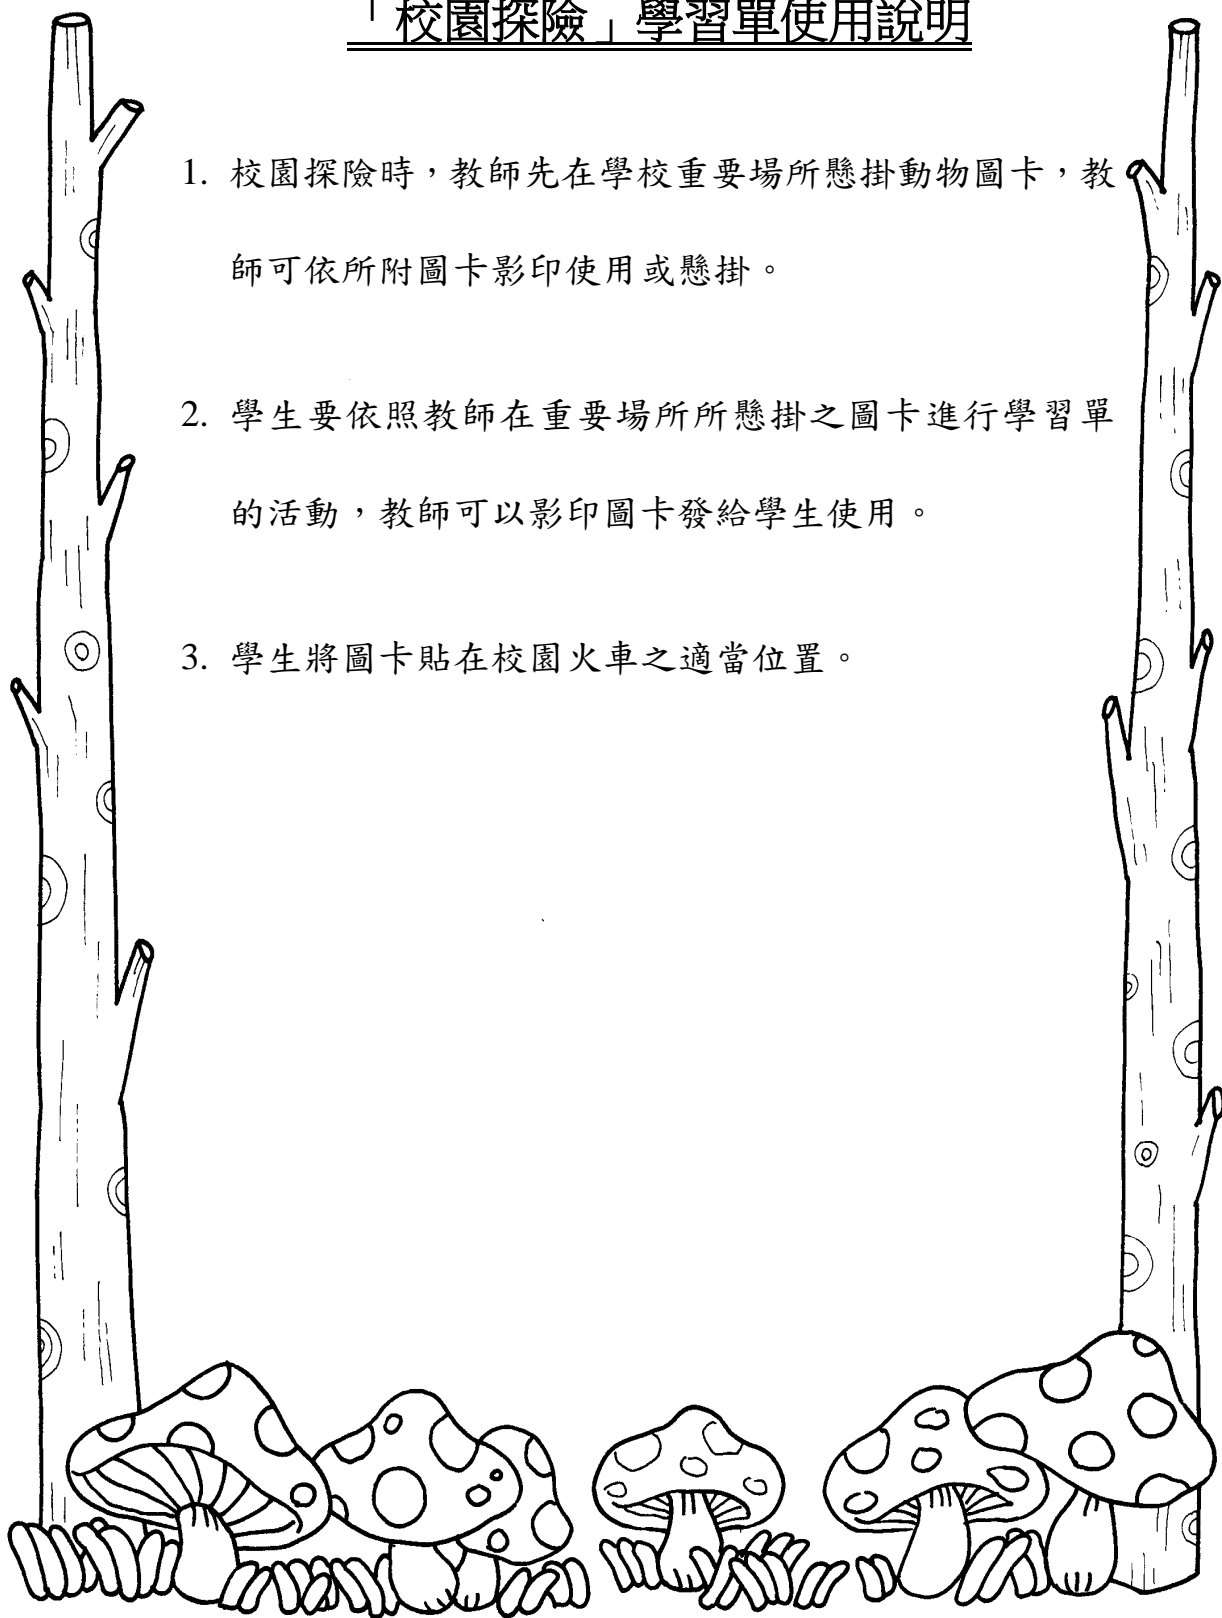 「校園探險」學習單使用說明
1. 校園探險時，教師先在學校重要場所懸掛動物圖卡，教
師可依所附圖卡影印使用或懸掛。
2. 學生要依照教師在重要場所所懸掛之圖卡進行學習單
的活動，教師可以影印圖卡發給學生使用。
3. 學生將圖卡貼在校園火車之適當位置。